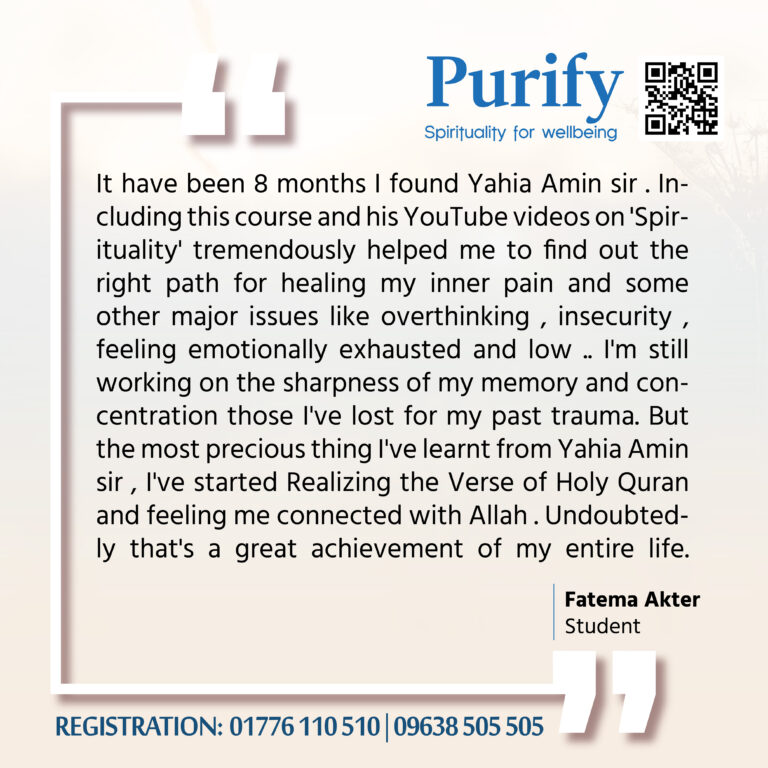 Purify
Spirituality for wellbeing
It have been 8 months I found Yahia Amin sir . In-
cluding this course and his YouTube videos on 'Spir-
ituality' tremendously helped me to find out the
right path for healing my inner pain and some
other major issues like overthinking , insecurity ,
feeling emotionally exhausted and low .. I'm still
working on the sharpness of my memory and con-
centration those I've lost for my past trauma. But
the most precious thing I've learnt from Yahia Amin
sir , I've started Realizing the Verse of Holy Quran
and feeling me connected with Allah . Undoubted-
ly that's a great achievement of my entire life.
Fatema Akter
Student
REGISTRATION: 01776 110 510 | 09638 505 505